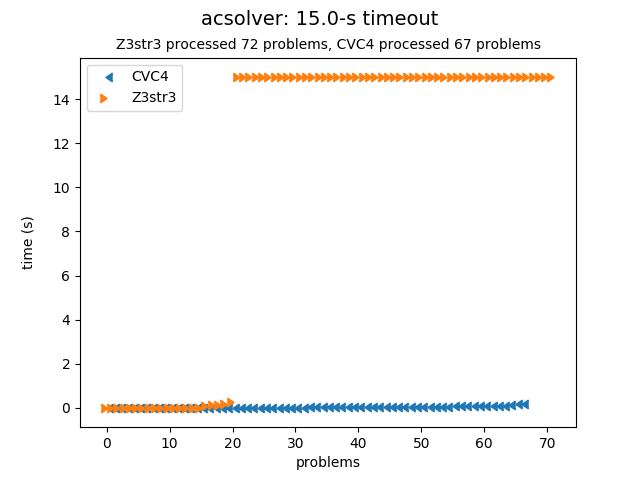 acsolver: 15.0-s timeout
Z3str3 processed 72 problems, CVC4 processed 67 problems
CVC4
Z3str3
14
12
10
8
6
4
2
0
time (s)
0 10 20 30 40 50 60 70
problems